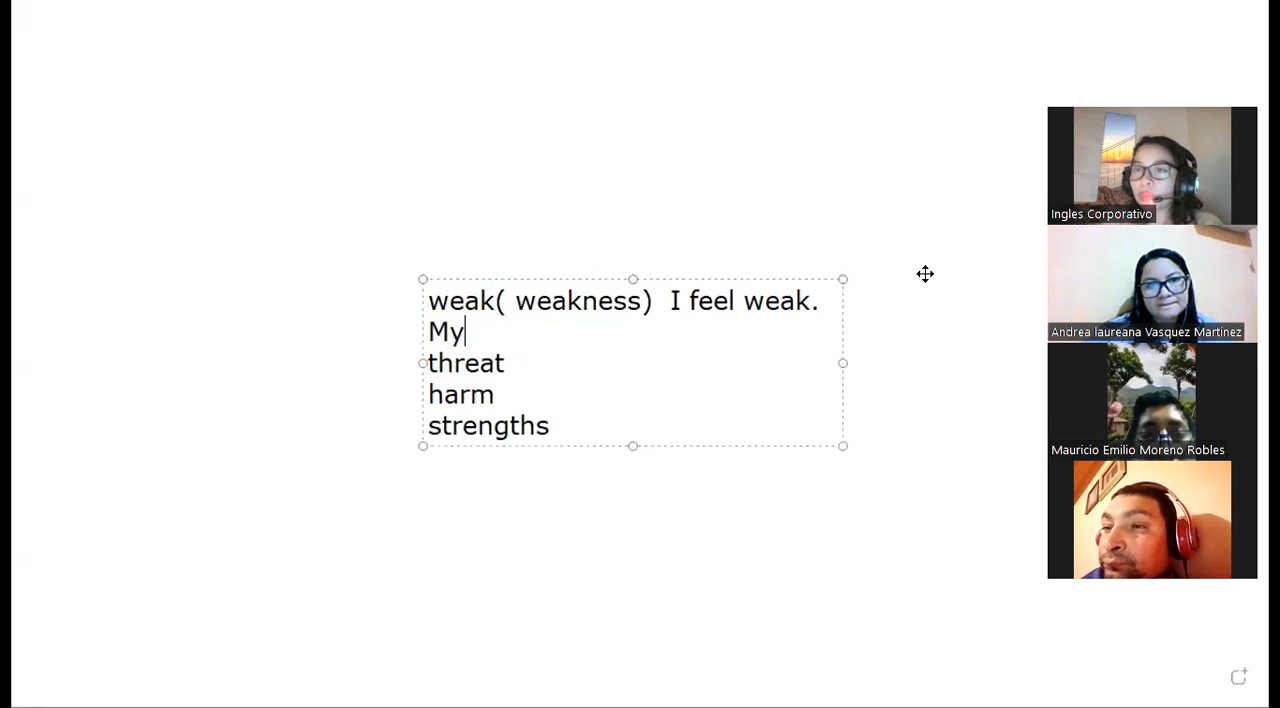 weak( weakness)  I feel weak.
My
threat
harm
strengths
Ingles Corporativo
Andrea laureana Vasquez Martinez
Mauricio Emilio Moreno Robles